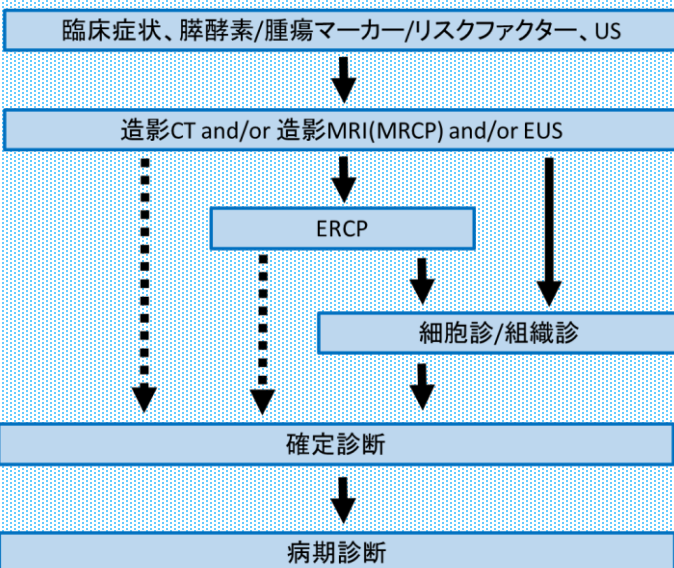 臨床症状、膵酵素/腫瘍マーカー/リスクファクター、US
造影CT and/or 造影MRI(MRCP) and/or EUS
ERCP
細胞診/組織診
確定診断
病期診断